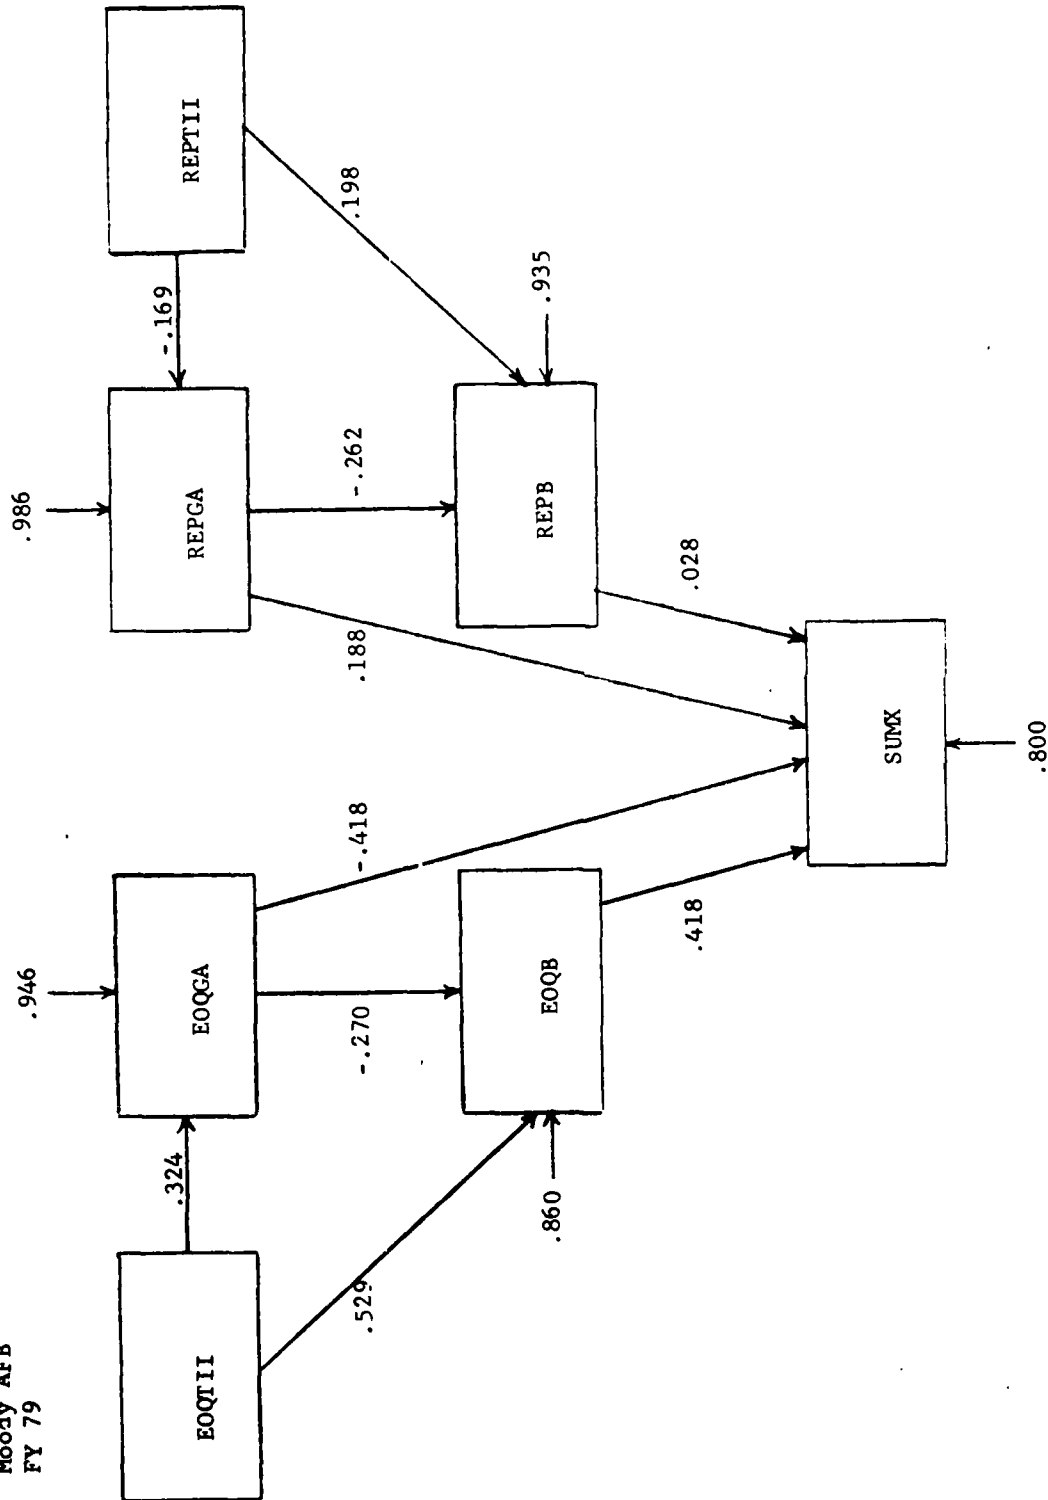 Moody AFB
FY 79
.946
.986
EOQTII
.324
EOQGA
REPGA
-.169
REPTII
.529
-.270
-.418
.188
-.262
.198
.860
EOQB
REPB
.935
.418
.028
SUMX
.800